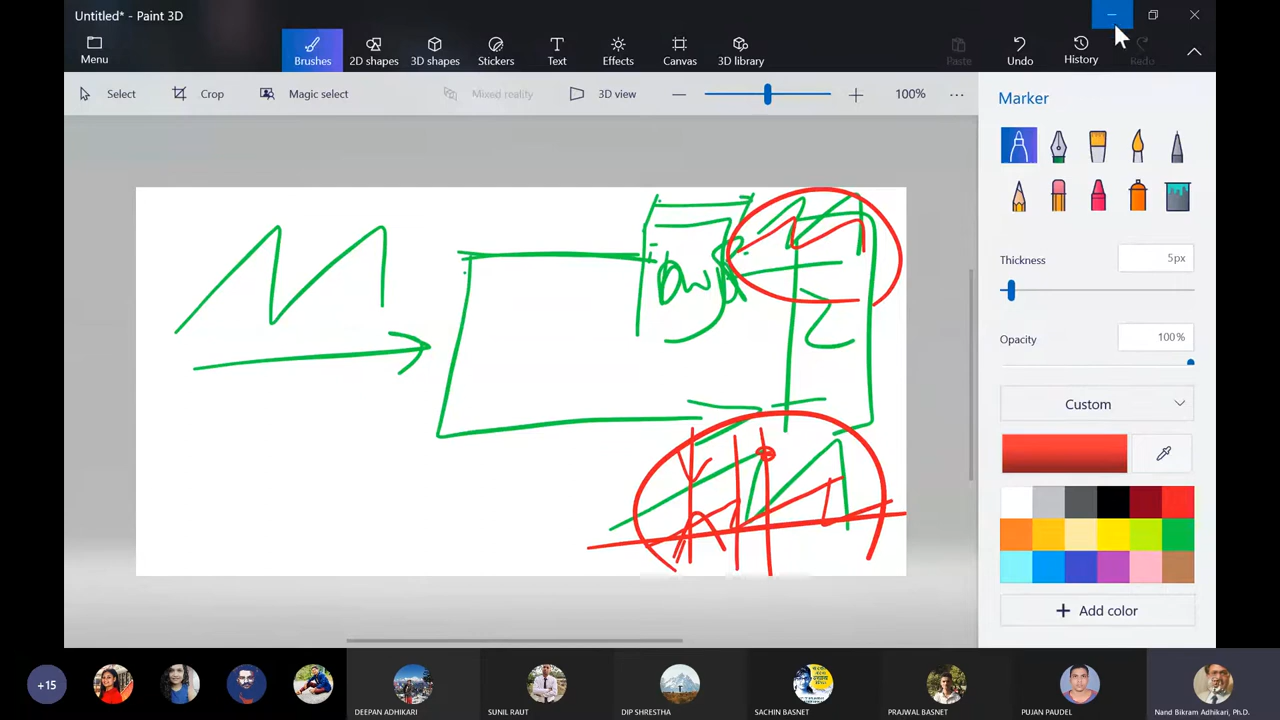 Untitled* - Paint 3D
Menu
Brushes
2D shapes
3D shapes
Stickers
Text
Effects
Canvas
3D library
Paste
Undo
History
Redo
Select
Crop
Magic select
Mixed reality
3D view
100%
Marker
Thickness
5px
Opacity
100%
Custom
Add color
+15
DEEPAN ADHIKARI
SUNIL RAUT
DIP SHRESTHA
SACHIN BASNET
PRAJWAL BASNET
PUJAN PAUDEL
Nand Bikram Adhikari, Ph.D.